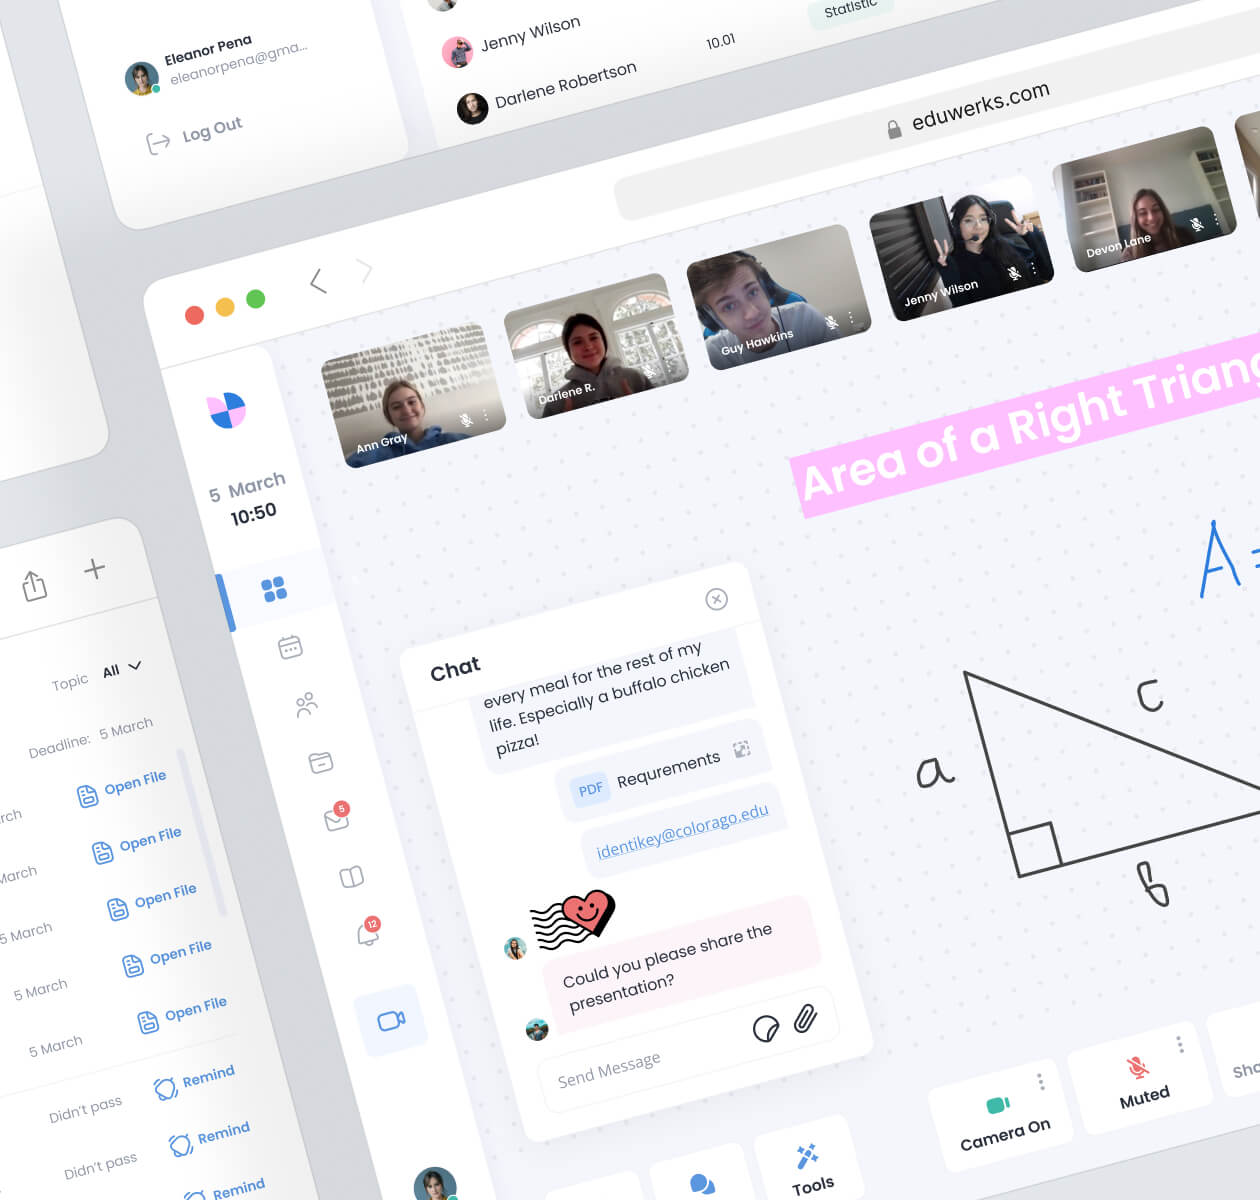 Eleanor Pena
eleanorpena@gma...
Log Out
Jenny Wilson
Darlene Robertson
10.01
Statistic
eduwerks.com
Ann Gray
Darlene R.
Guy Hawkins
Jenny Wilson
Devon Lane
5 March
10:50
5
12
Area of a Right Triang
A =
a
c
b
Chat
every meal for the rest of my
life. Especially a buffalo chicken
pizza!
PDF
Requrements
identikey@colorago.edu
Could you please share the
presentation?
Send Message
Tools
Camera On
Muted
Sha
Topic All
Deadline: 5 March
arch Open File
March Open File
5 March Open File
5 March Open File
5 March Open File
Didn't pass Remind
Didn't pass Remind
Remind